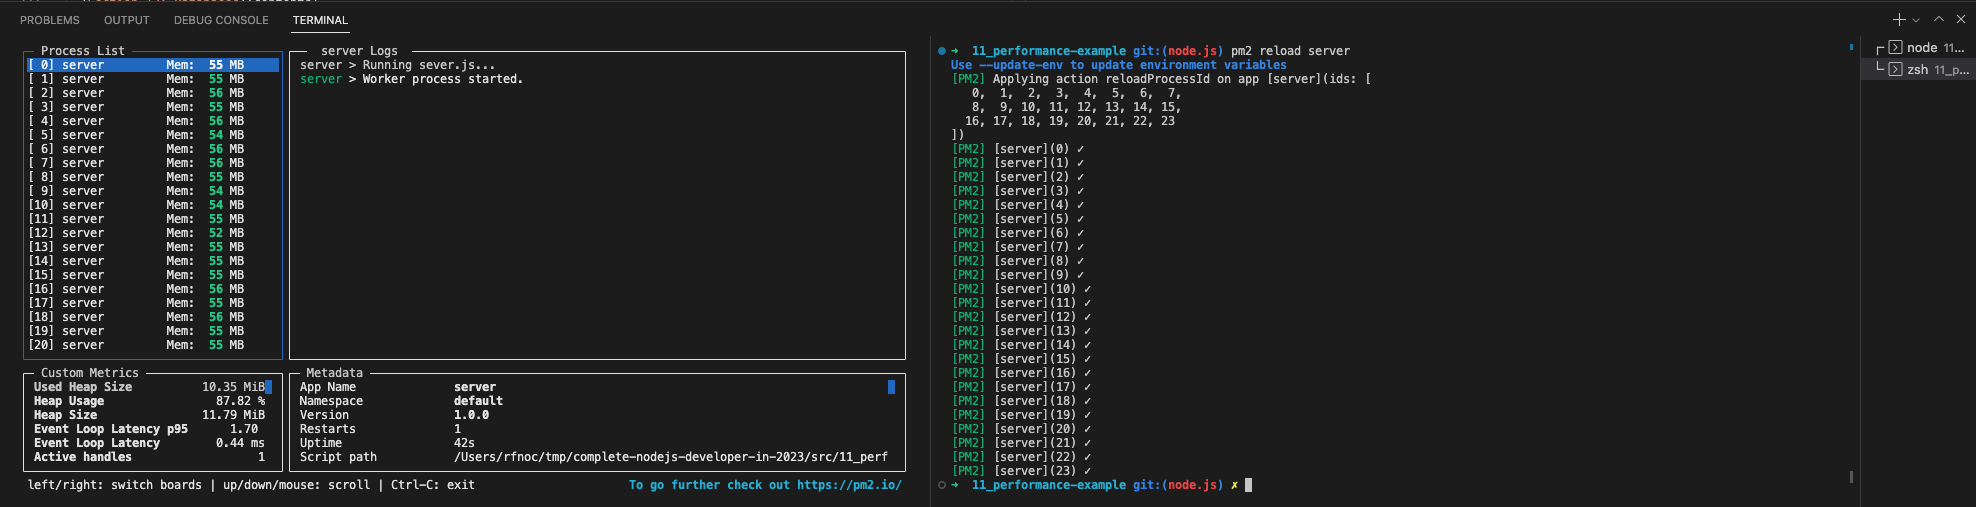 PROBLEMS OUTPUT DEBUG CONSOLE TERMINAL
Process List
[ 0] server Mem: 55 MB
[ 1] server Mem: 55 MB
[ 2] server Mem: 56 MB
[ 3] server Mem: 55 MB
[ 4] server Mem: 56 MB
[ 5] server Mem: 54 MB
[ 6] server Mem: 56 MB
[ 7] server Mem: 56 MB
[ 8] server Mem: 55 MB
[ 9] server Mem: 54 MB
[10] server Mem: 54 MB
[11] server Mem: 55 MB
[12] server Mem: 52 MB
[13] server Mem: 55 MB
[14] server Mem: 55 MB
[15] server Mem: 55 MB
[16] server Mem: 56 MB
[17] server Mem: 55 MB
[18] server Mem: 56 MB
[19] server Mem: 55 MB
[20] server Mem: 55 MB
server Logs
server > Running sever.js...
server > Worker process started.
Custom Metrics
Used Heap Size 10.35 MiB
Heap Usage 87.82 %
Heap Size 11.79 MiB
Event Loop Latency p95 1.70
Event Loop Latency 0.44 ms
Active handles 1
Metadata
App Name server
Namespace default
Version 1.0.0
Restarts 1
Uptime 42s
Script path /Users/rfnoc/tmp/complete-nodejs-developer-in-2023/src/11_perf
left/right: switch boards | up/down/mouse: scroll | Ctrl-C: exit To go further check out https://pm2.io/
➜ 11_performance-example git:(node.js) pm2 reload server
Use --update-env to update environment variables
[PM2] Applying action reloadProcessId on app [server](ids: [
0, 1, 2, 3, 4, 5, 6, 7,
8, 9, 10, 11, 12, 13, 14, 15,
16, 17, 18, 19, 20, 21, 22, 23
])
[PM2] [server](0) ✓
[PM2] [server](1) ✓
[PM2] [server](2) ✓
[PM2] [server](3) ✓
[PM2] [server](4) ✓
[PM2] [server](5) ✓
[PM2] [server](6) ✓
[PM2] [server](7) ✓
[PM2] [server](8) ✓
[PM2] [server](9) ✓
[PM2] [server](10) ✓
[PM2] [server](11) ✓
[PM2] [server](12) ✓
[PM2] [server](13) ✓
[PM2] [server](14) ✓
[PM2] [server](15) ✓
[PM2] [server](16) ✓
[PM2] [server](17) ✓
[PM2] [server](18) ✓
[PM2] [server](19) ✓
[PM2] [server](20) ✓
[PM2] [server](21) ✓
[PM2] [server](22) ✓
[PM2] [server](23) ✓
➜ 11_performance-example git:(node.js) ✗
node 11...
zsh 11_p...